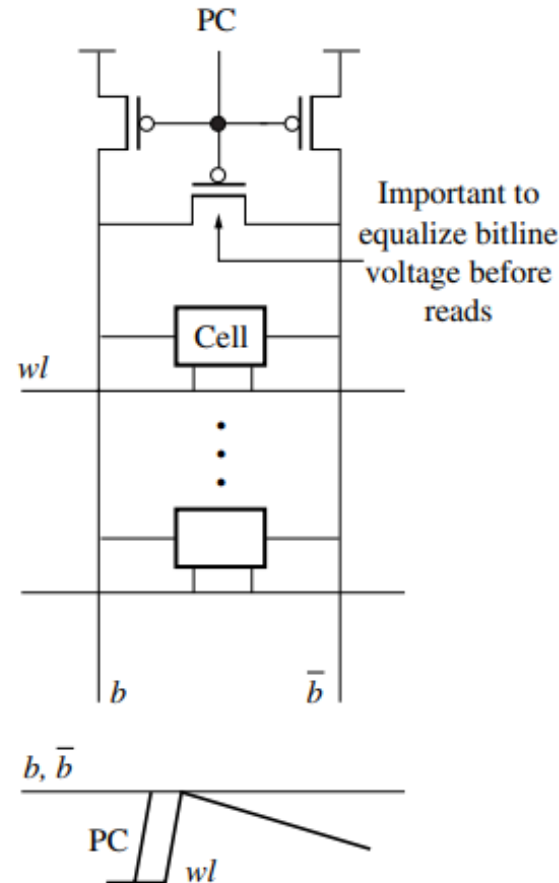 PC
Important to
equalize bitline
voltage before
reads
Cell
wl
b
b̅
b, b̅
PC
wl